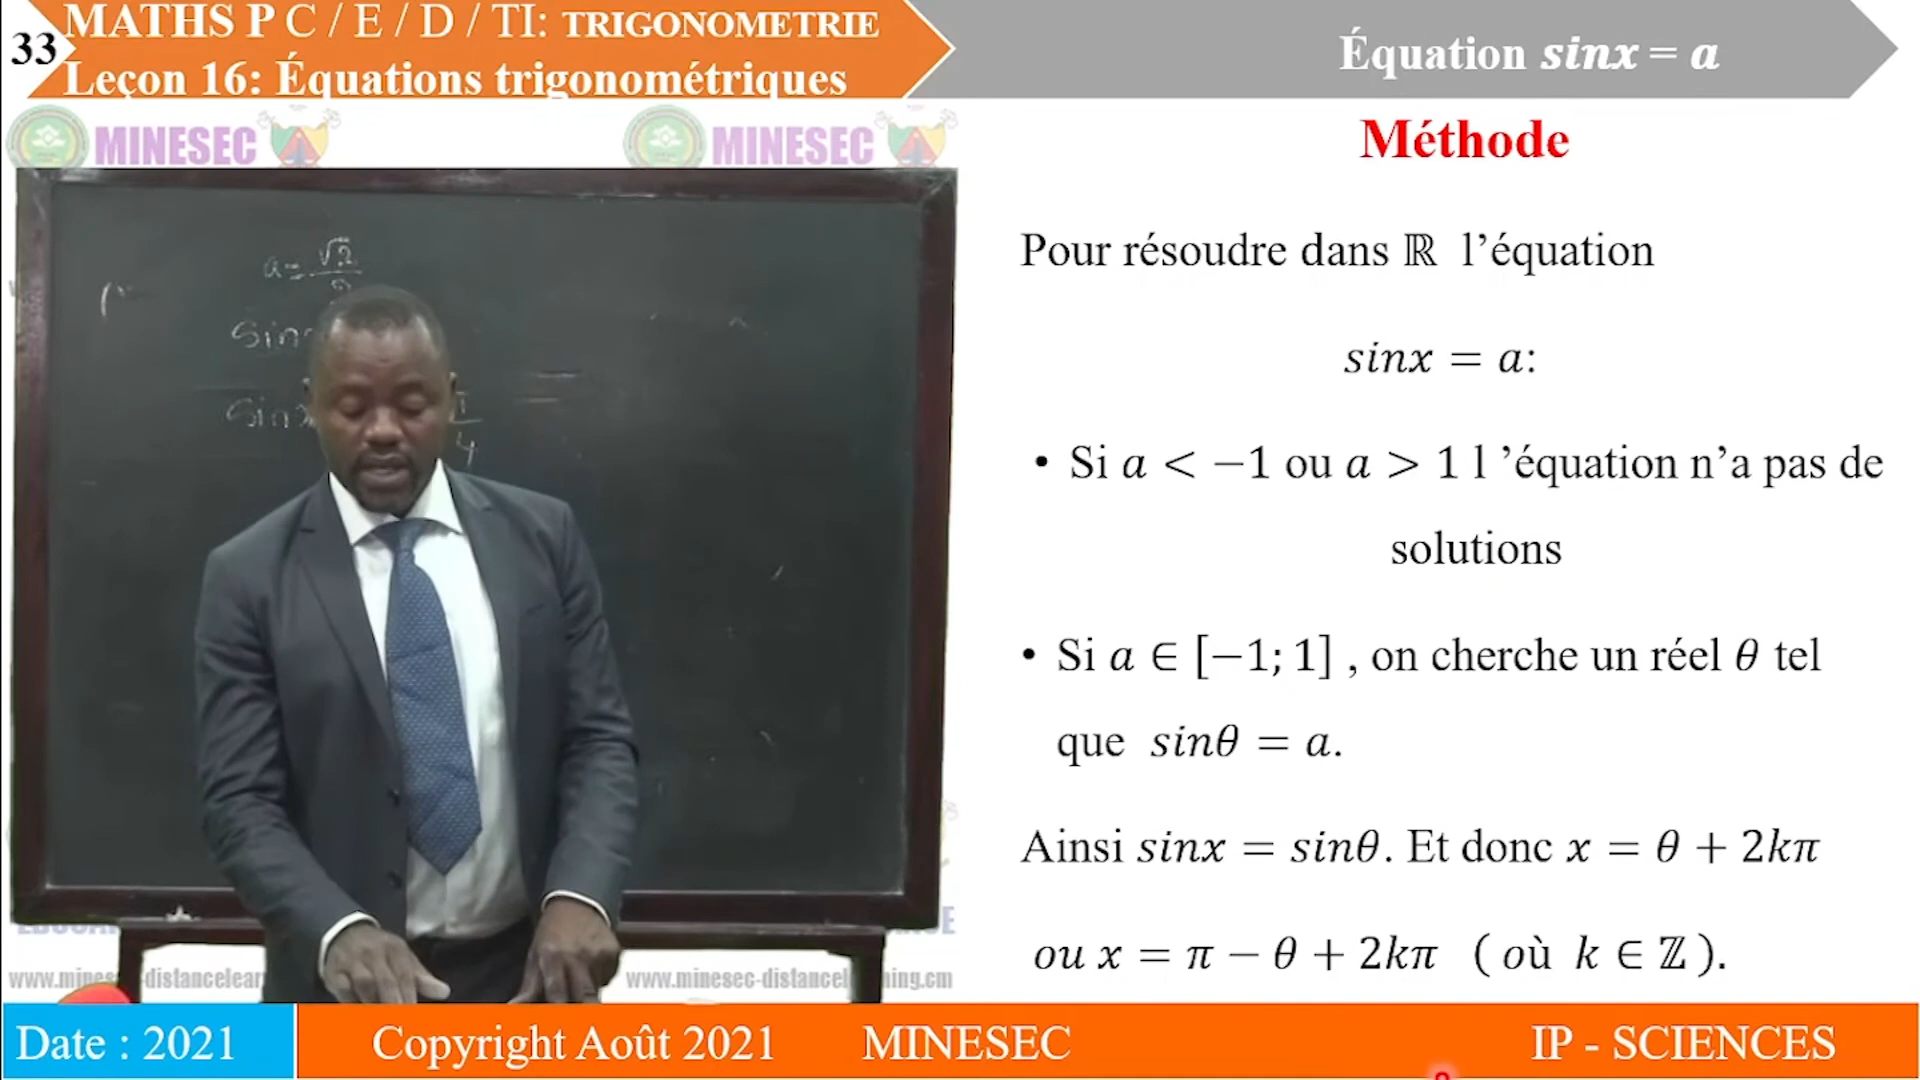 33
MATHS P C / E / D / TI: TRIGONOMETRIE
Leçon 16: Équations trigonométriques
Équation sinx = a
MINESEC
MINESEC
Méthode
Pour résoudre dans ℝ l’équation
sinx = a:
• Si a < −1 ou a > 1 l ’équation n’a pas de
solutions
• Si a ∈ [−1; 1] , on cherche un réel θ tel
que sinθ = a.
Ainsi sinx = sinθ. Et donc x = θ + 2kπ
ou x = π − θ + 2kπ ( où k ∈ ℤ ).
a = √2/2
Date : 2021
Copyright Août 2021
MINESEC
IP - SCIENCES